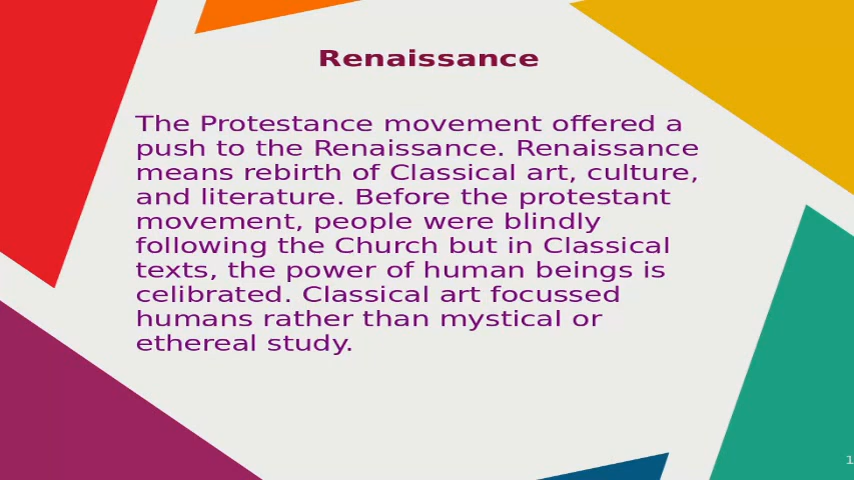 Renaissance
The Protestance movement offered a
push to the Renaissance. Renaissance
means rebirth of Classical art, culture,
and literature. Before the protestant
movement, people were blindly
following the Church but in Classical
texts, the power of human beings is
celibrated. Classical art focussed
humans rather than mystical or
ethereal study.
1